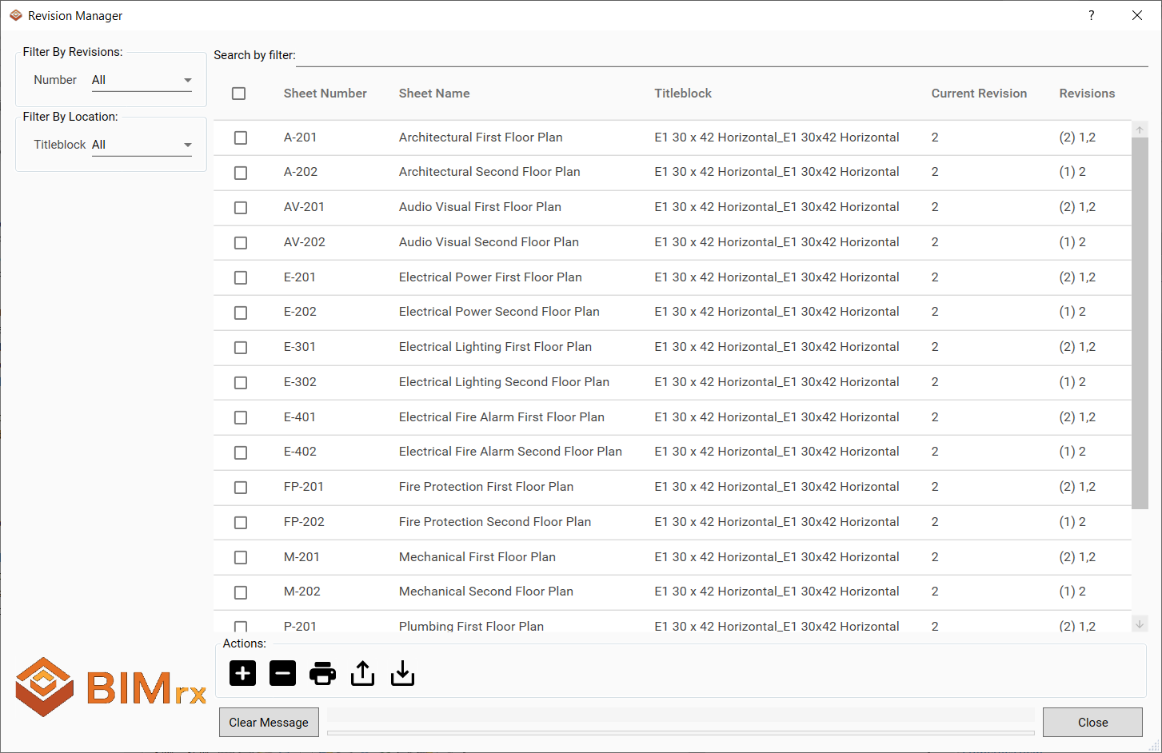 Revision Manager ?
Filter By Revisions:
Number All
Filter By Location:
Titleblock All
Search by filter:
Sheet Number Sheet Name Titleblock Current Revision Revisions
A-201 Architectural First Floor Plan E1 30 x 42 Horizontal_E1 30x42 Horizontal 2 (2) 1,2
A-202 Architectural Second Floor Plan E1 30 x 42 Horizontal_E1 30x42 Horizontal 2 (1) 2
AV-201 Audio Visual First Floor Plan E1 30 x 42 Horizontal_E1 30x42 Horizontal 2 (2) 1,2
AV-202 Audio Visual Second Floor Plan E1 30 x 42 Horizontal_E1 30x42 Horizontal 2 (1) 2
E-201 Electrical Power First Floor Plan E1 30 x 42 Horizontal_E1 30x42 Horizontal 2 (2) 1,2
E-202 Electrical Power Second Floor Plan E1 30 x 42 Horizontal_E1 30x42 Horizontal 2 (1) 2
E-301 Electrical Lighting First Floor Plan E1 30 x 42 Horizontal_E1 30x42 Horizontal 2 (2) 1,2
E-302 Electrical Lighting Second Floor Plan E1 30 x 42 Horizontal_E1 30x42 Horizontal 2 (1) 2
E-401 Electrical Fire Alarm First Floor Plan E1 30 x 42 Horizontal_E1 30x42 Horizontal 2 (2) 1,2
E-402 Electrical Fire Alarm Second Floor Plan E1 30 x 42 Horizontal_E1 30x42 Horizontal 2 (1) 2
FP-201 Fire Protection First Floor Plan E1 30 x 42 Horizontal_E1 30x42 Horizontal 2 (2) 1,2
FP-202 Fire Protection Second Floor Plan E1 30 x 42 Horizontal_E1 30x42 Horizontal 2 (1) 2
M-201 Mechanical First Floor Plan E1 30 x 42 Horizontal_E1 30x42 Horizontal 2 (2) 1,2
M-202 Mechanical Second Floor Plan E1 30 x 42 Horizontal_E1 30x42 Horizontal 2 (1) 2
P-201 Plumbing First Floor Plan E1 30 x 42 Horizontal_E1 30x42 Horizontal 2 (2) 1,2
Actions:
BIMrx
Clear Message Close